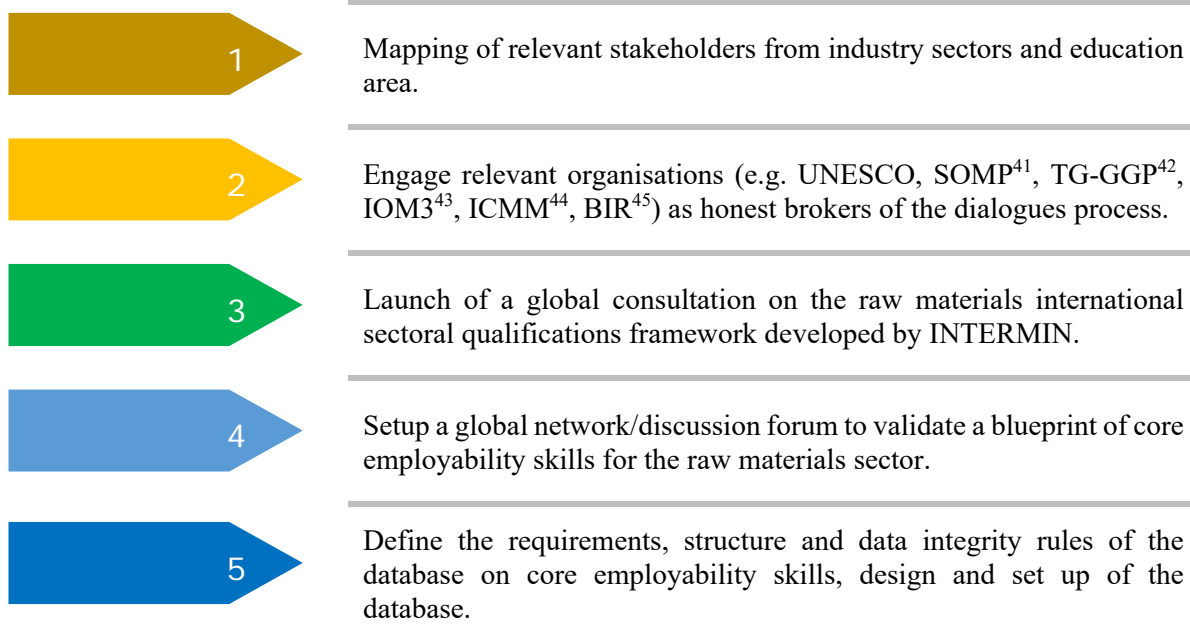 1
Mapping of relevant stakeholders from industry sectors and education
area.
2
Engage relevant organisations (e.g. UNESCO, SOMP41, TG-GGP42,
IOM343, ICMM44, BIR45) as honest brokers of the dialogues process.
3
Launch of a global consultation on the raw materials international
sectoral qualifications framework developed by INTERMIN.
4
Setup a global network/discussion forum to validate a blueprint of core
employability skills for the raw materials sector.
5
Define the requirements, structure and data integrity rules of the
database on core employability skills, design and set up of the
database.